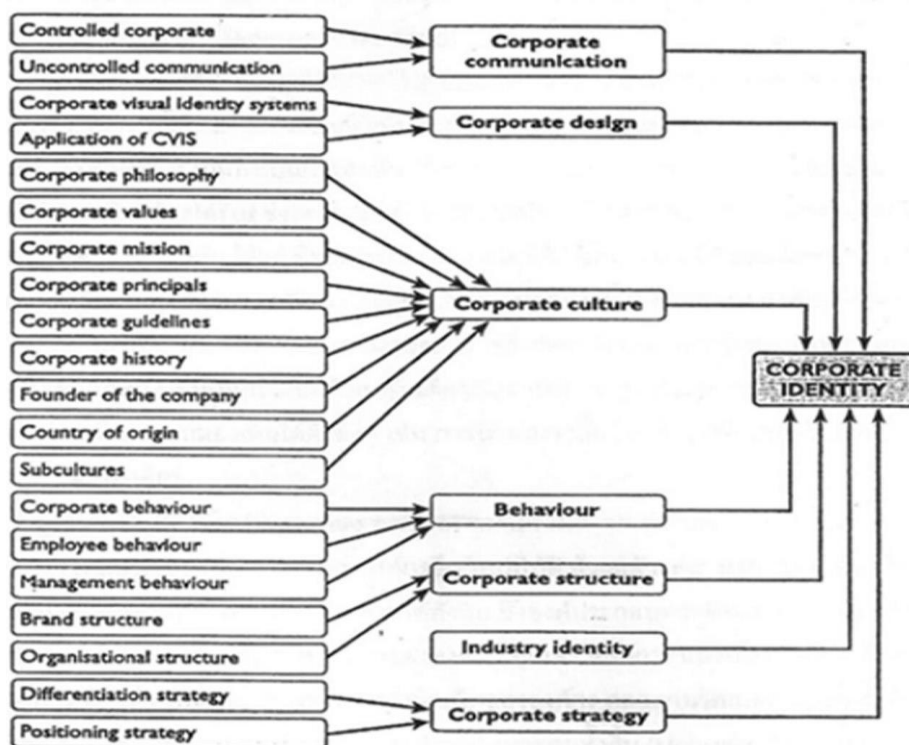 Controlled corporate
Uncontrolled communication
Corporate visual identity systems
Application of CVIS
Corporate philosophy
Corporate values
Corporate mission
Corporate principals
Corporate guidelines
Corporate history
Founder of the company
Country of origin
Subcultures
Corporate behaviour
Employee behaviour
Management behaviour
Brand structure
Organisational structure
Differentiation strategy
Positioning strategy
Corporate
communication
Corporate design
Corporate culture
Behaviour
Corporate structure
Industry identity
Corporate strategy
CORPORATE
IDENTITY